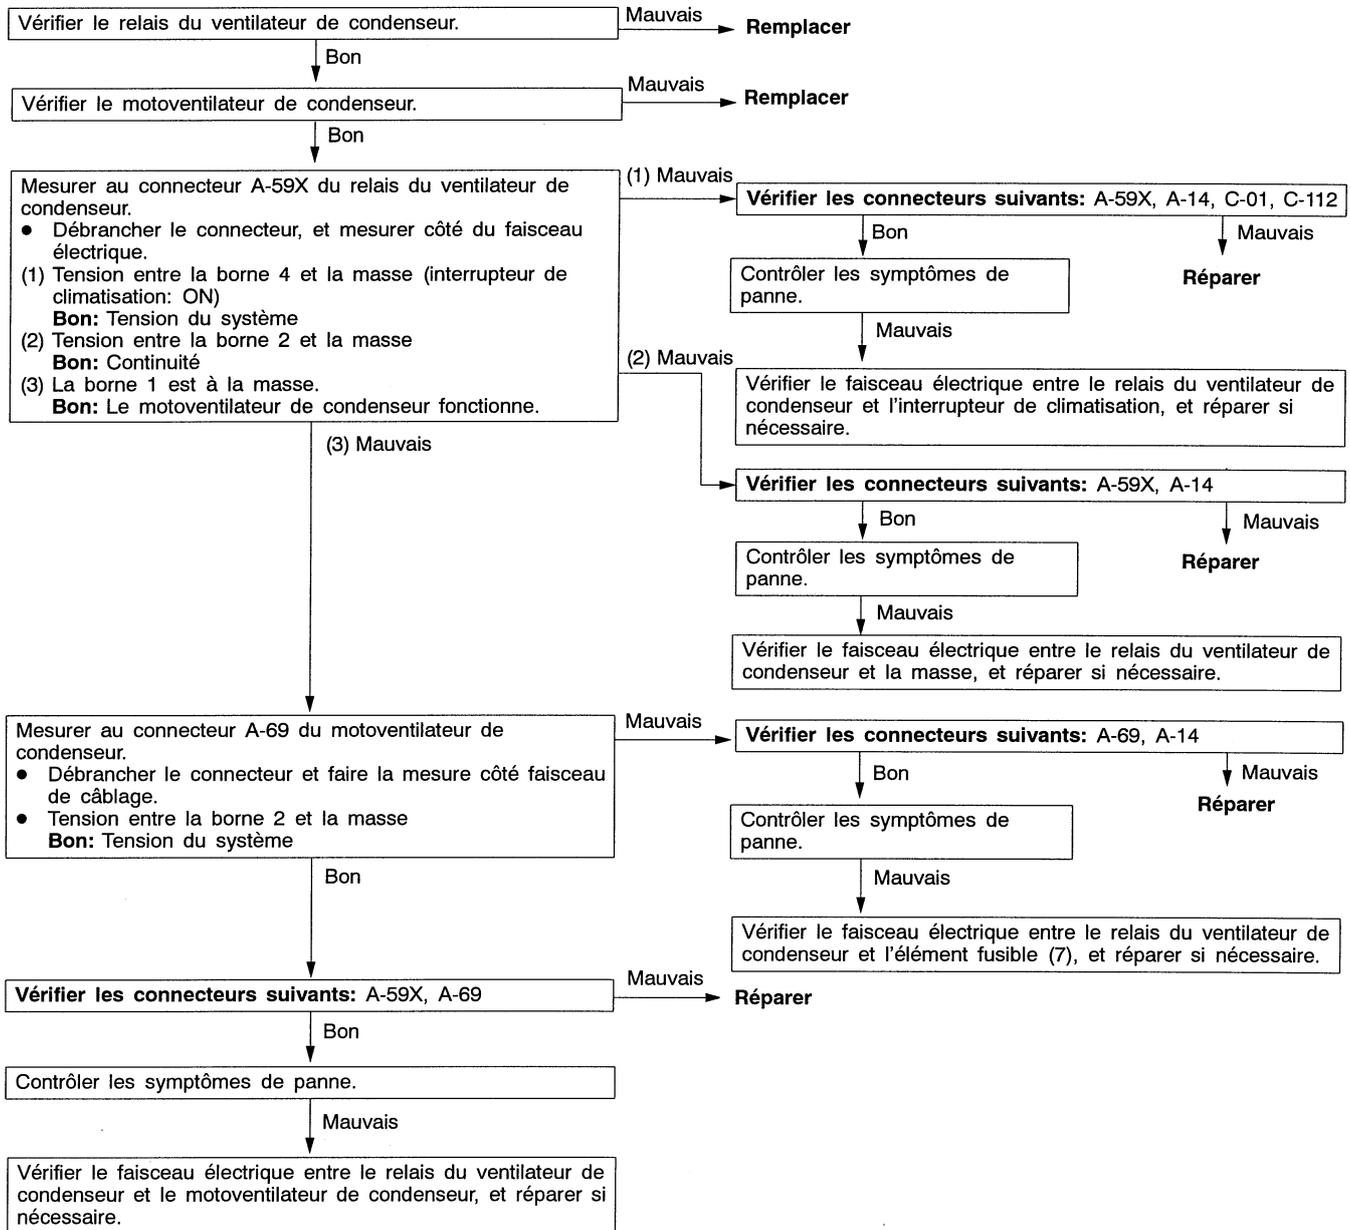 Vérifier le relais du ventilateur de condenseur.
Mauvais
Remplacer
Bon
Vérifier le motoventilateur de condenseur.
Mauvais
Remplacer
Bon
Mesurer au connecteur A-59X du relais du ventilateur de
condenseur.
● Débrancher le connecteur, et mesurer côté du faisceau
électrique.
(1) Tension entre la borne 4 et la masse (interrupteur de
climatisation: ON)
Bon: Tension du système
(2) Tension entre la borne 2 et la masse
Bon: Continuité
(3) La borne 1 est à la masse.
Bon: Le motoventilateur de condenseur fonctionne.
(1) Mauvais
Vérifier les connecteurs suivants: A-59X, A-14, C-01, C-112
Bon
Mauvais
Réparer
Contrôler les symptômes de
panne.
Mauvais
Vérifier le faisceau électrique entre le relais du ventilateur de
condenseur et l'interrupteur de climatisation, et réparer si
nécessaire.
(2) Mauvais
Vérifier les connecteurs suivants: A-59X, A-14
Bon
Mauvais
Réparer
Contrôler les symptômes de
panne.
Mauvais
Vérifier le faisceau électrique entre le relais du ventilateur de
condenseur et la masse, et réparer si nécessaire.
(3) Mauvais
Mesurer au connecteur A-69 du motoventilateur de
condenseur.
● Débrancher le connecteur et faire la mesure côté faisceau
de câblage.
● Tension entre la borne 2 et la masse
Bon: Tension du système
Mauvais
Vérifier les connecteurs suivants: A-69, A-14
Bon
Mauvais
Réparer
Contrôler les symptômes de
panne.
Mauvais
Vérifier le faisceau électrique entre le relais du ventilateur de
condenseur et l'élément fusible (7), et réparer si nécessaire.
Bon
Vérifier les connecteurs suivants: A-59X, A-69
Mauvais
Réparer
Bon
Contrôler les symptômes de panne.
Mauvais
Vérifier le faisceau électrique entre le relais du ventilateur de
condenseur et le motoventilateur de condenseur, et réparer si
nécessaire.